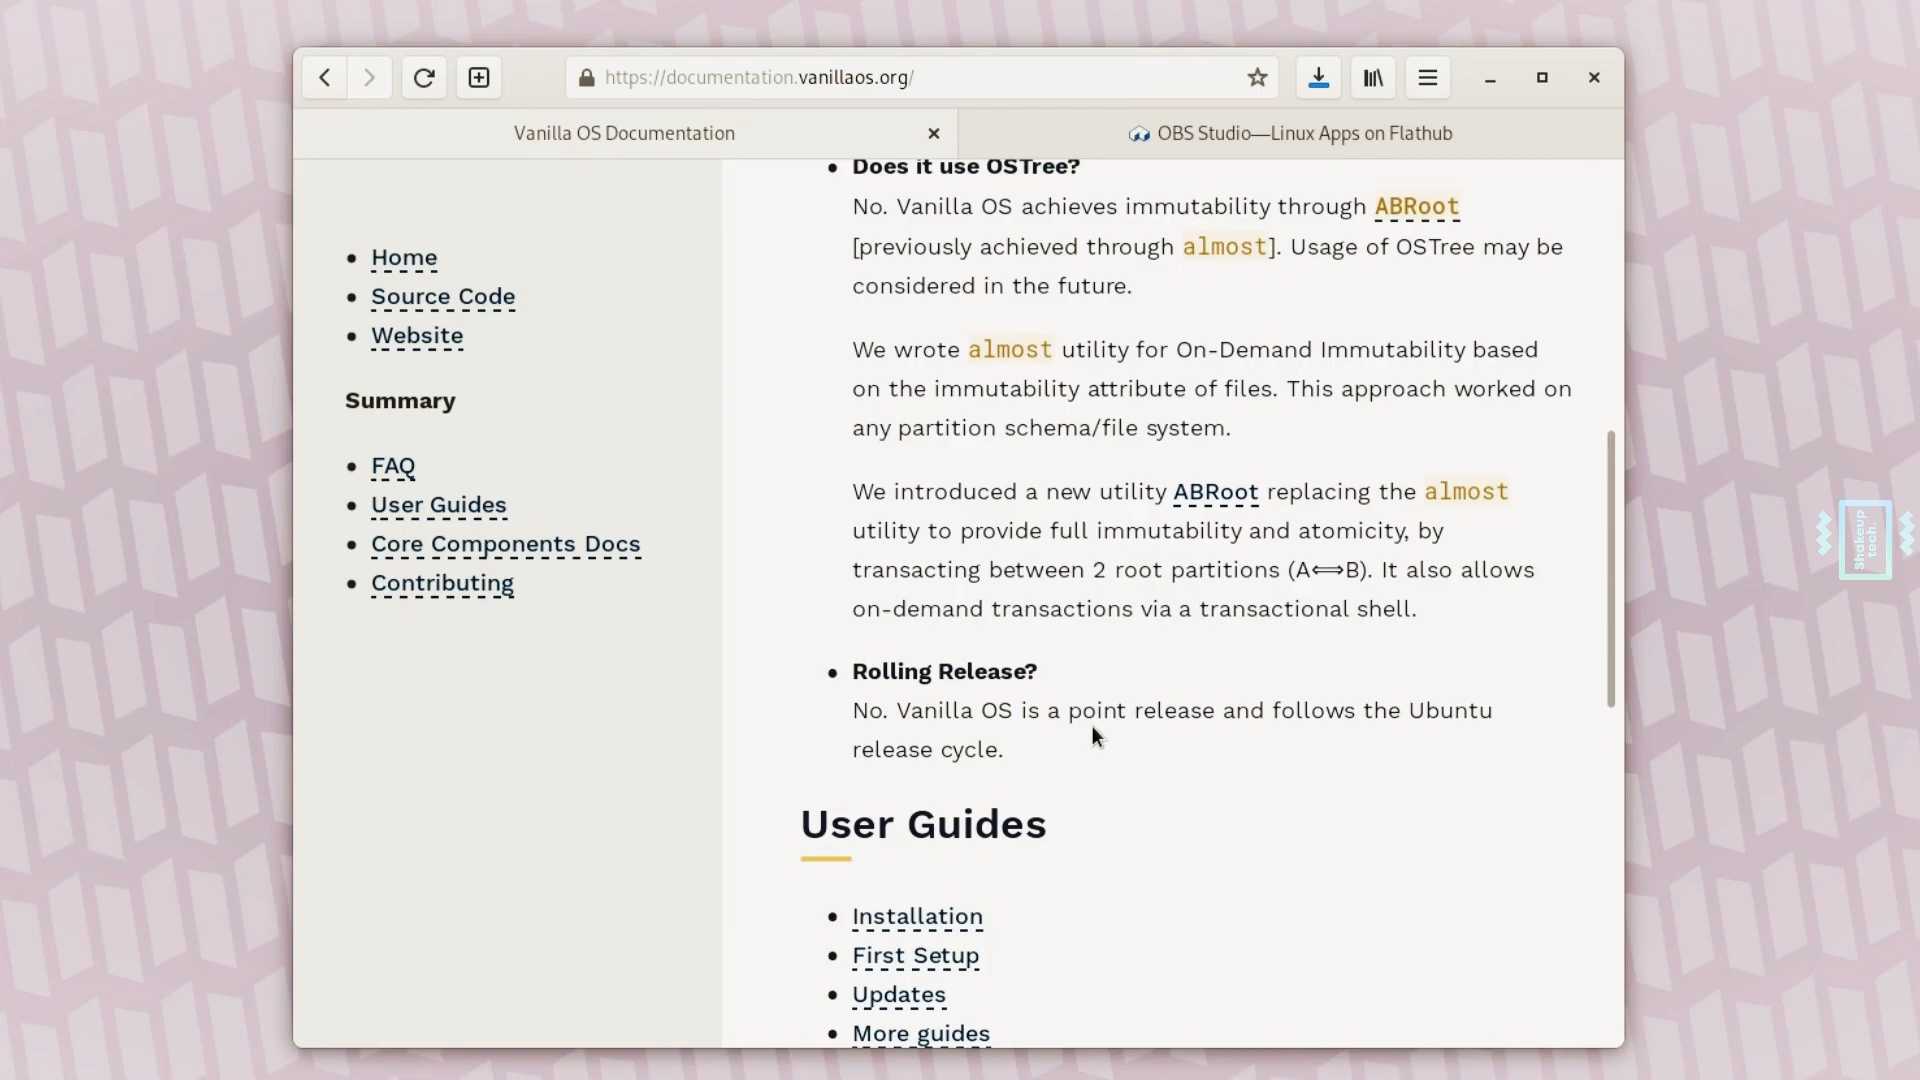 https://documentation.vanillaos.org/
Vanilla OS Documentation
OBS Studio—Linux Apps on Flathub
Home
Source Code
Website
Summary
FAQ
User Guides
Core Components Docs
Contributing
Does it use OSTree?
No. Vanilla OS achieves immutability through ABRoot
[previously achieved through almost]. Usage of OSTree may be
considered in the future.
We wrote almost utility for On-Demand Immutability based
on the immutability attribute of files. This approach worked on
any partition schema/file system.
We introduced a new utility ABRoot replacing the almost
utility to provide full immutability and atomicity, by
transacting between 2 root partitions (A⟺B). It also allows
on-demand transactions via a transactional shell.
Rolling Release?
No. Vanilla OS is a point release and follows the Ubuntu
release cycle.
User Guides
Installation
First Setup
Updates
More guides
shakeup
tech.